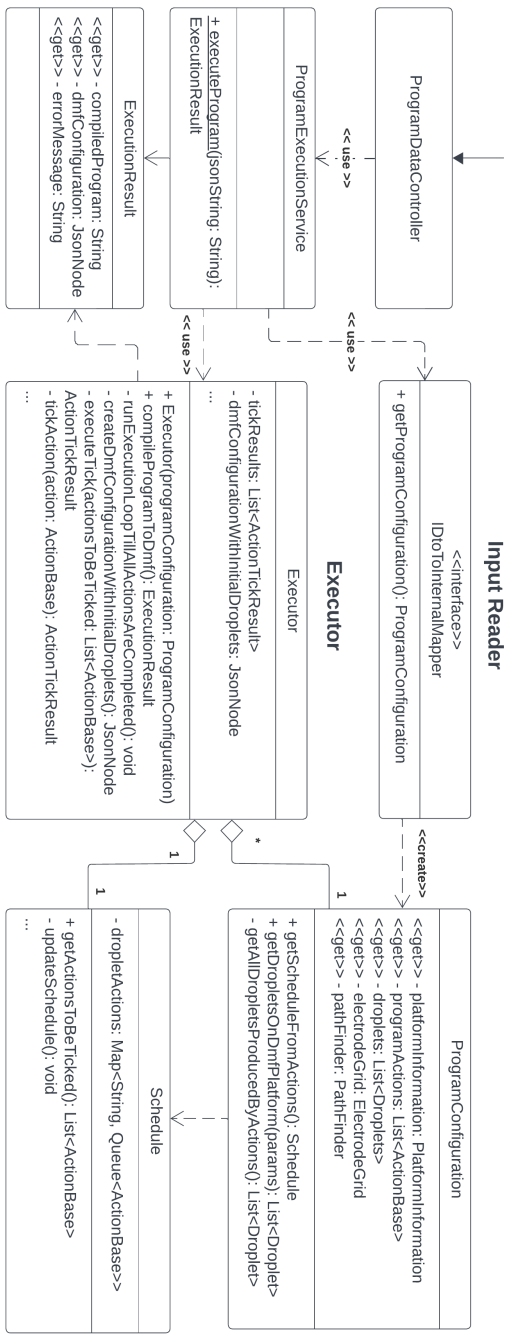 ProgramDataController
<< use >>
ProgramExecutionService
+ executeProgram(jsonString: String):
ExecutionResult
ExecutionResult
<<get>> - compiledProgram: String
<<get>> - dmfConfiguration: JsonNode
<<get>> - errorMessage: String
<< use >>
<< use >>
Input Reader
<<interface>>
IDtoToInternalMapper
+ getProgramConfiguration(): ProgramConfiguration
Executor
Executor
- tickResults: List<ActionTickResult>
- dmfConfigurationWithInitialDroplets: JsonNode
...
+ Executor(programConfiguration: ProgramConfiguration)
+ compileProgramToDmf(): ExecutionResult
- runExecutionLoopTillAllActionsAreCompleted(): void
- createDmfConfigurationWithInitialDroplets(): JsonNode
- executeTick(actionsToBeTicked: List<ActionBase>):
ActionTickResult
- tickAction(action: ActionBase): ActionTickResult
...
<<create>>
*
1
1
1
ProgramConfiguration
<<get>> - platformInformation: PlatformInformation
<<get>> - programActions: List<ActionBase>
<<get>> - droplets: List<Droplets>
<<get>> - electrodeGrid: ElectrodeGrid
<<get>> - pathFinder: PathFinder
+ getScheduleFromActions(): Schedule
+ getDropletsOnDmfPlatform(params): List<Droplet>
- getAllDropletsProducedByActions(): List<Droplet>
Schedule
- dropletActions: Map<String, Queue<ActionBase>>
+ getActionsToBeTicked(): List<ActionBase>
- updateSchedule(): void
...